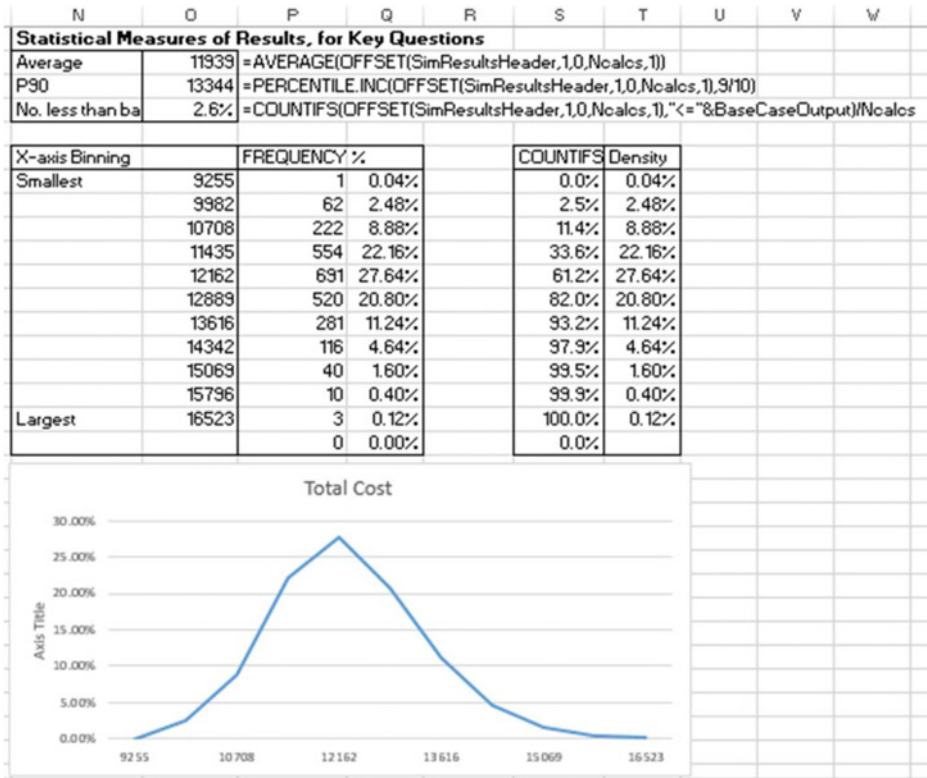 N O P Q R S T U V W
Statistical Measures of Results, for Key Questions
Average 11939 =AVERAGE(OFFSET(SimResultsHeader,1,0,Ncalcs,1))
P90 13344 =PERCENTILE.INC(OFFSET(SimResultsHeader,1,0,Ncalcs,1),9/10)
No. less than ba 2.6% =COUNTIFS(OFFSET(SimResultsHeader,1,0,Ncalcs,1),"<="&BaseCaseOutput)/Ncalcs
X-axis Binning FREQUENCY % COUNTIFS Density
Smallest 9255 1 0.04% 0.0% 0.04%
9982 62 2.48% 2.5% 2.48%
10708 222 8.88% 11.4% 8.88%
11435 554 22.16% 33.6% 22.16%
12162 691 27.64% 61.2% 27.64%
12889 520 20.80% 82.0% 20.80%
13616 281 11.24% 93.2% 11.24%
14342 116 4.64% 97.9% 4.64%
15069 40 1.60% 99.5% 1.60%
15796 10 0.40% 99.9% 0.40%
Largest 16523 3 0.12% 100.0% 0.12%
0 0.00% 0.0%
Total Cost
30.00%
25.00%
20.00%
15.00%
10.00%
5.00%
0.00%
Axis Title
9255 10708 12162 13616 15069 16523